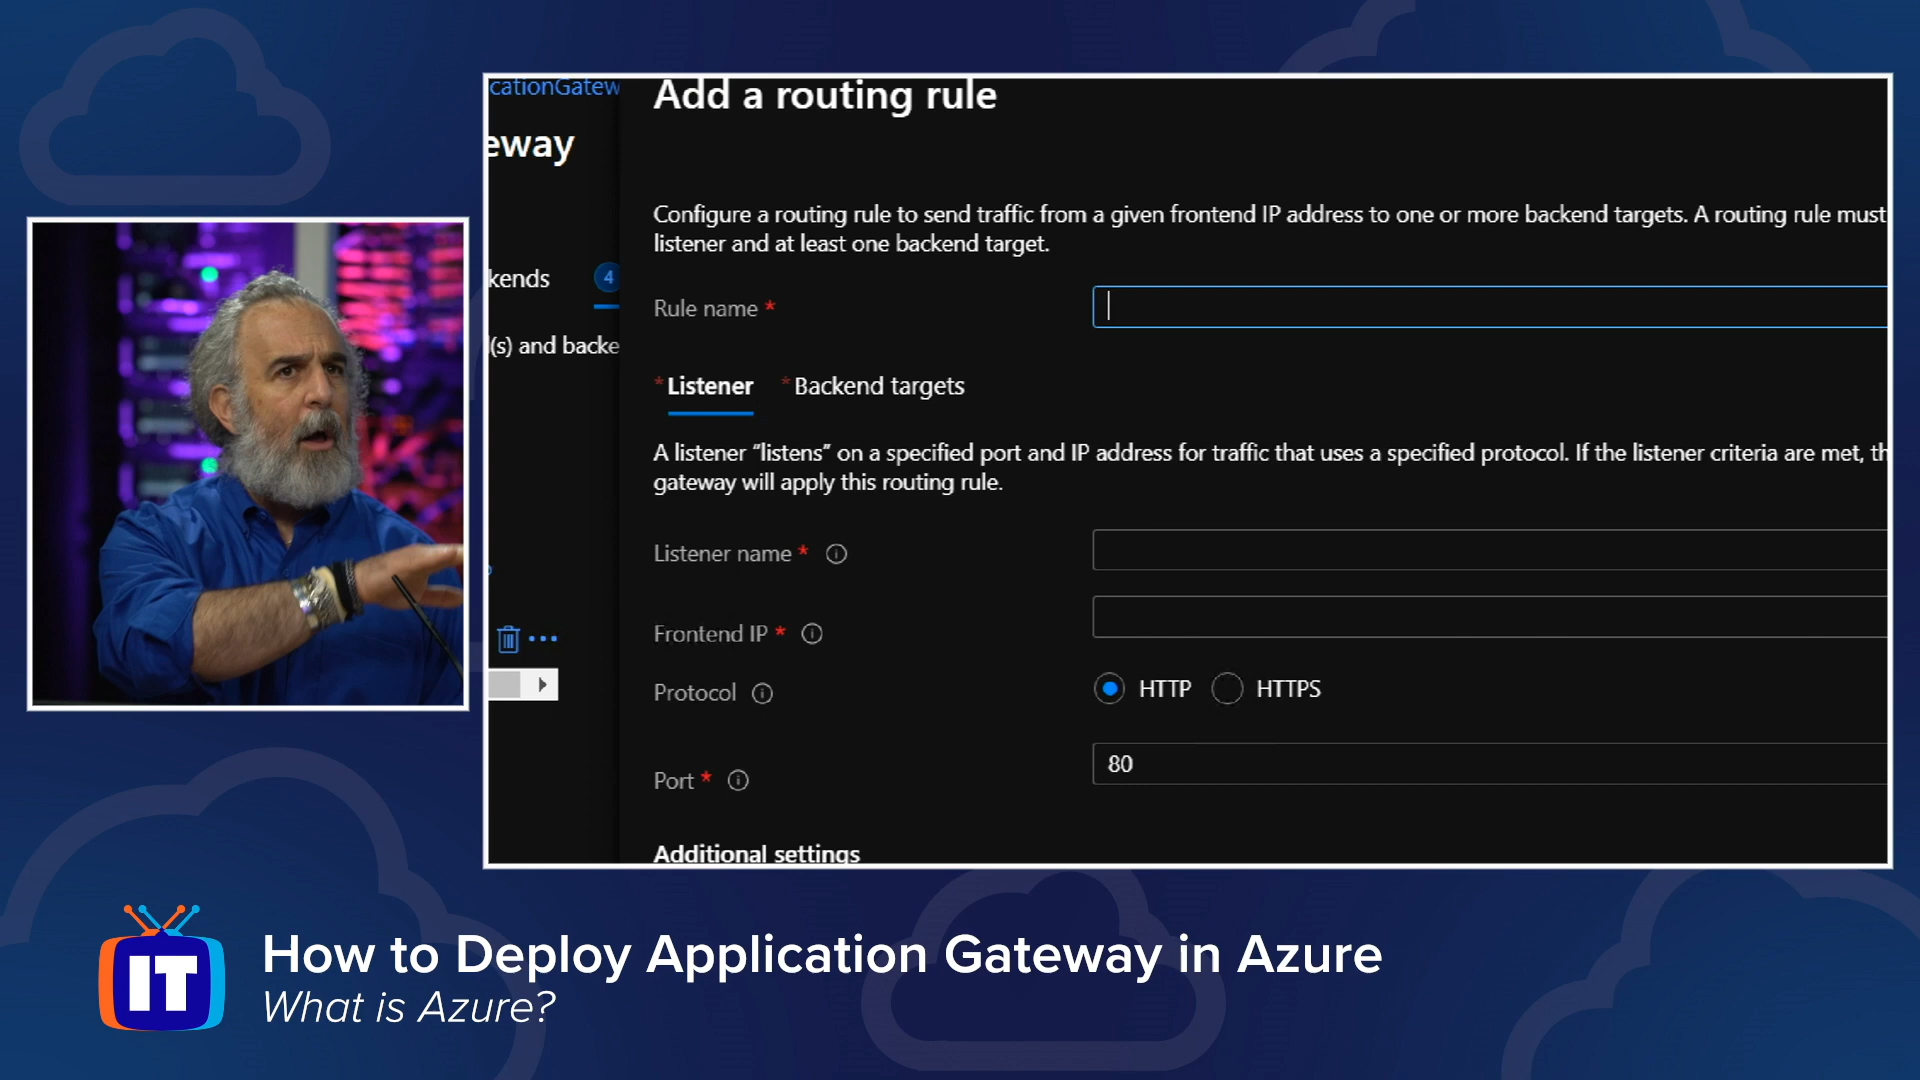 cationGatew
eway
kends
4
(s) and backe
Add a routing rule
Configure a routing rule to send traffic from a given frontend IP address to one or more backend targets. A routing rule must
listener and at least one backend target.
Rule name *
* Listener * Backend targets
A listener “listens” on a specified port and IP address for traffic that uses a specified protocol. If the listener criteria are met, th
gateway will apply this routing rule.
Listener name *
Frontend IP *
Protocol HTTP HTTPS
Port * 80
Additional settings
IT
How to Deploy Application Gateway in Azure
What is Azure?